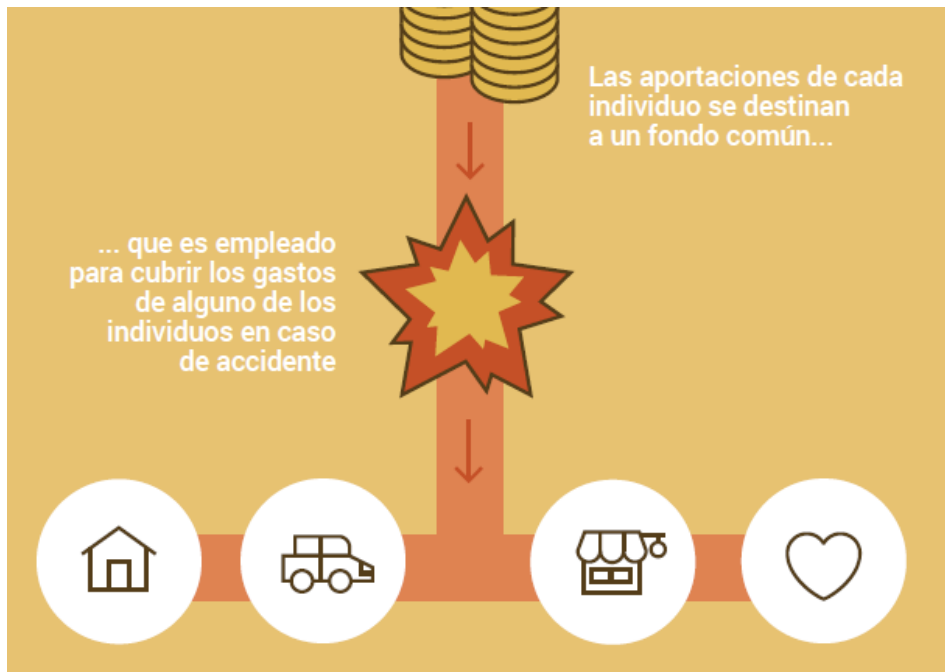 Las aportaciones de cada
individuo se destinan
a un fondo común...
... que es empleado
para cubrir los gastos
de alguno de los
individuos en caso
de accidente